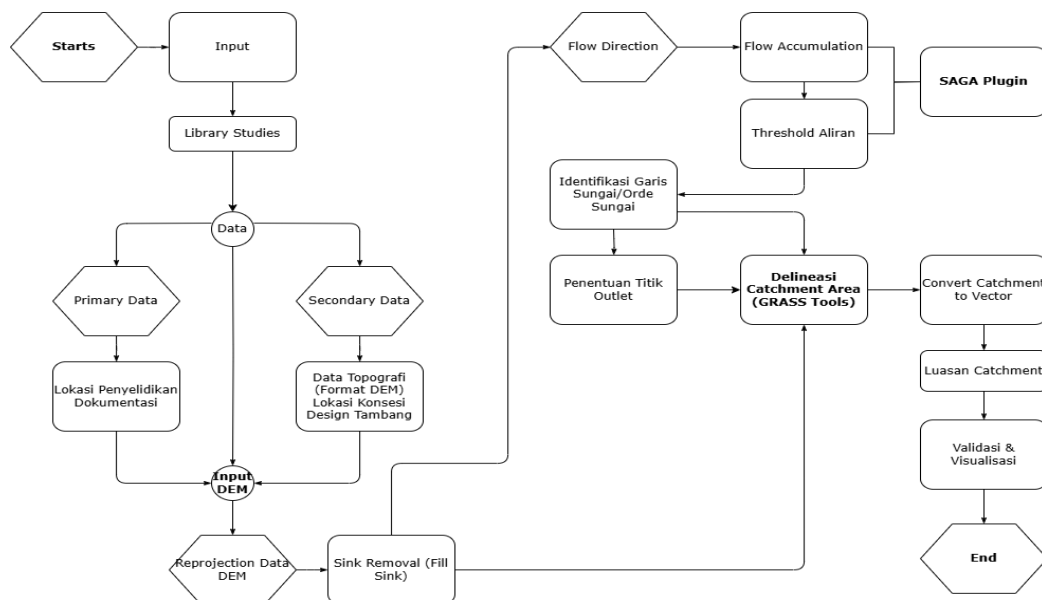 Starts
Input
Library Studies
Data
Primary Data
Secondary Data
Lokasi Penyelidikan
Dokumentasi
Data Topografi
(Format DEM)
Lokasi Konsesi
Design Tambang
Input
DEM
Reprojection Data
DEM
Sink Removal (Fill
Sink)
Flow Direction
Flow Accumulation
SAGA Plugin
Threshold Aliran
Identifikasi Garis
Sungai/Orde
Sungai
Penentuan Titik
Outlet
Delineasi
Catchment Area
(GRASS Tools)
Convert Catchment
to Vector
Luasan Catchment
Validasi &
Visualisasi
End